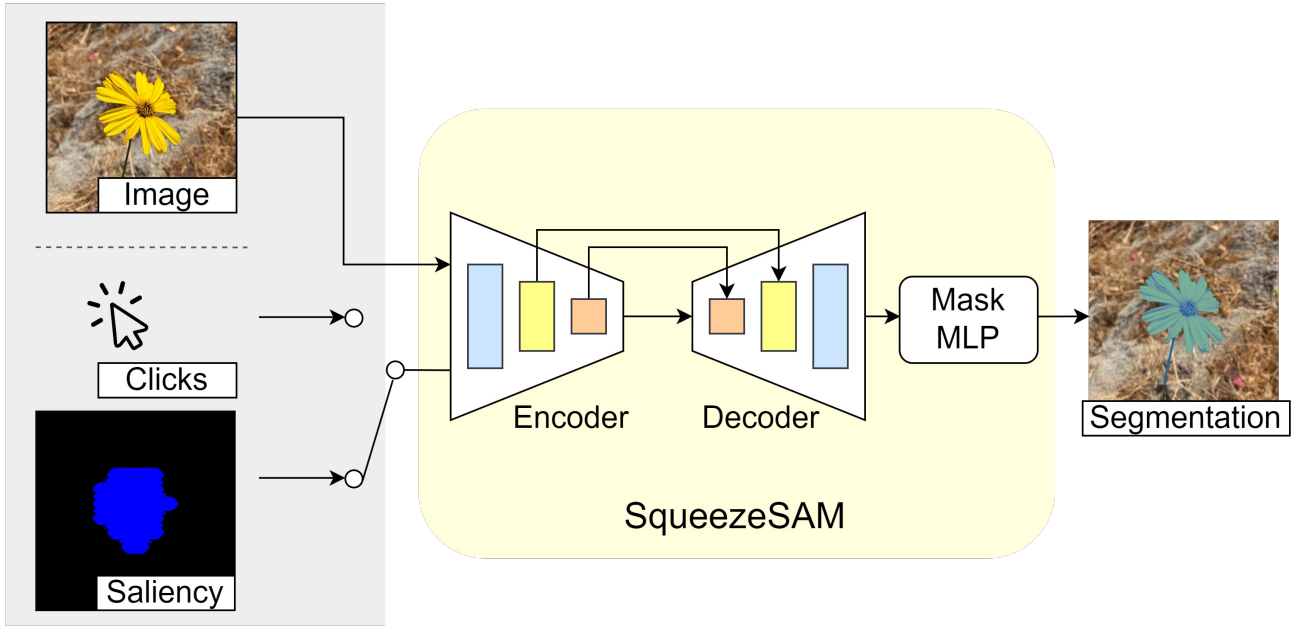 Image
Clicks
Saliency
Encoder
Decoder
Mask
MLP
SqueezeSAM
Segmentation